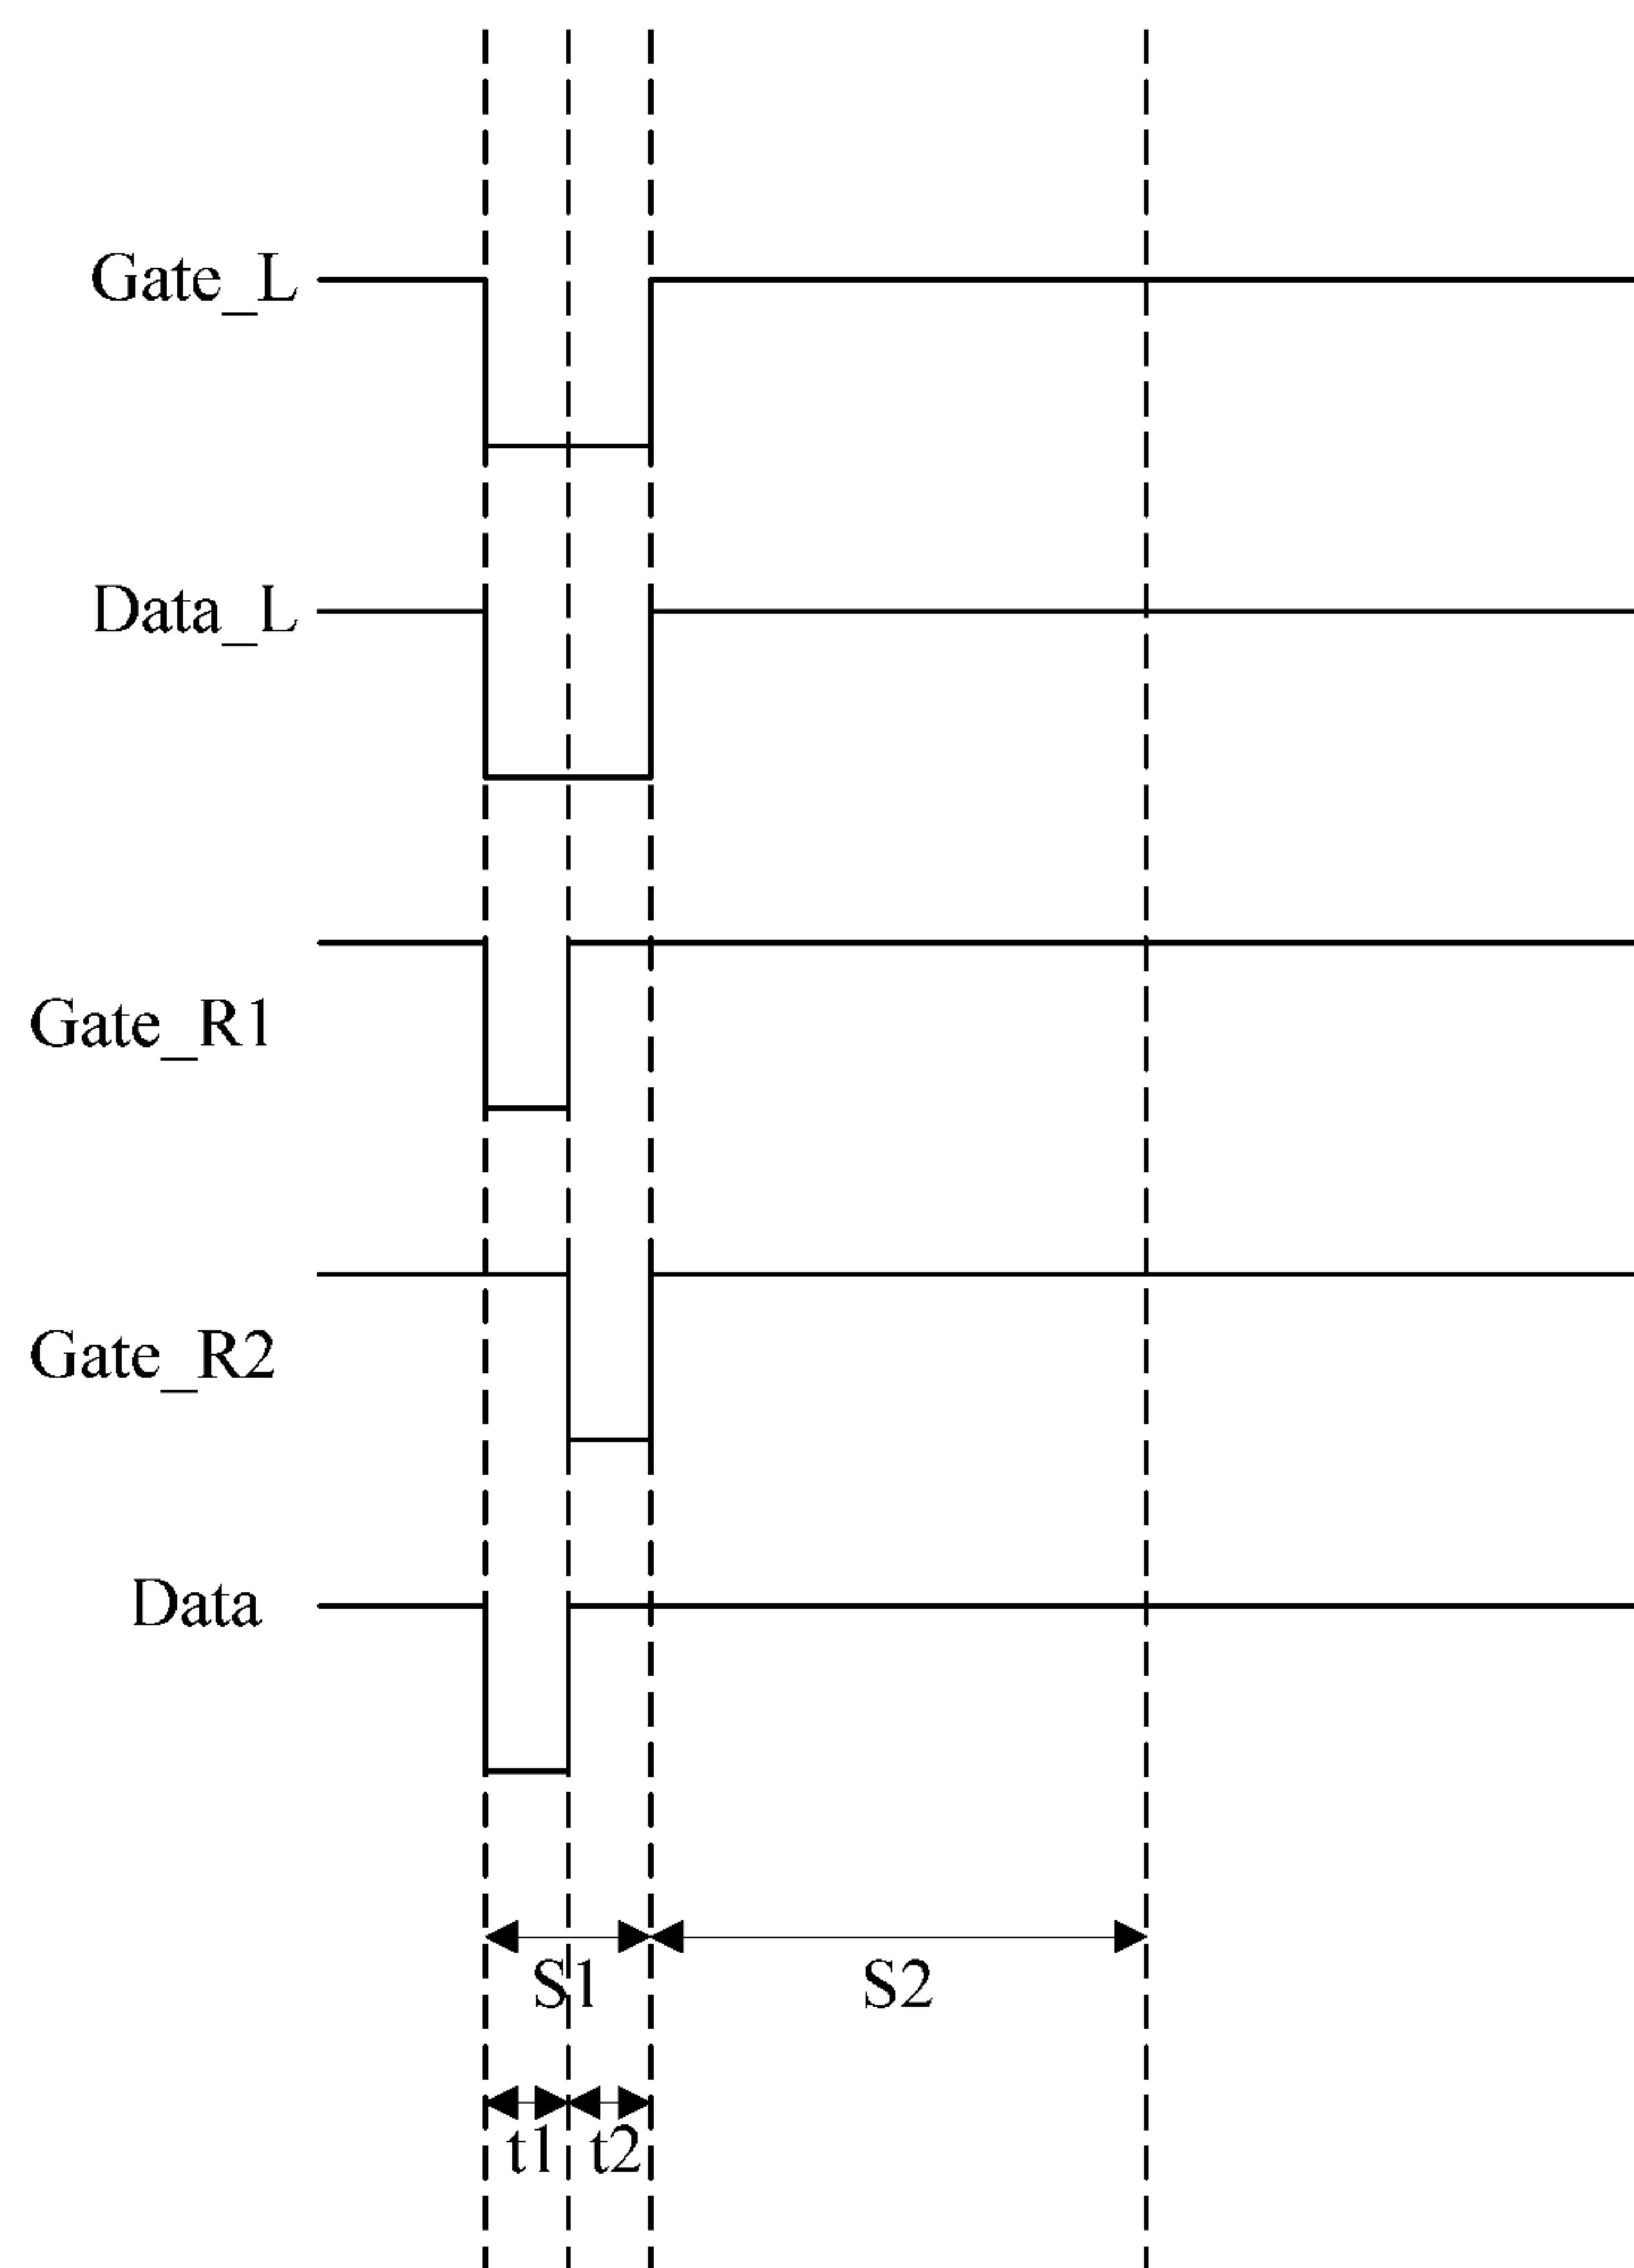 Gate_L
Data_L
Gate_R1
Gate_R2
Data
S1 S2
t1 t2